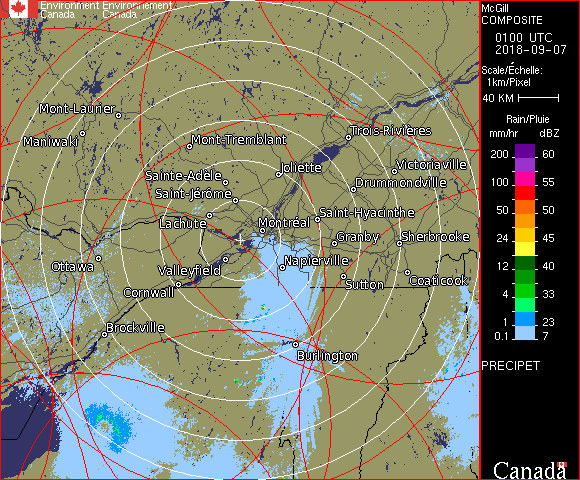 Environment Environnement
Canada Canada
McGill
COMPOSITE
0100 UTC
2018-09-07
Scale/Échelle:
1km/Pixel
40 KM
Rain/Pluie
mm/hr dBZ
200 60
100 55
50 50
24 45
12 40
4 33
1 23
0.1 7
PRECIPET
Canada
Mont-Laurier
Maniwaki
Mont-Tremblant
Trois-Rivières
Victoriaville
Joliette
Sainte-Adèle
Drummondville
Saint-Jérôme
Saint-Hyacinthe
Lachute
Montréal
Granby
Sherbrooke
Ottawa
Napierville
Valleyfield
Sutton
Coaticook
Cornwall
Brockville
Burlington